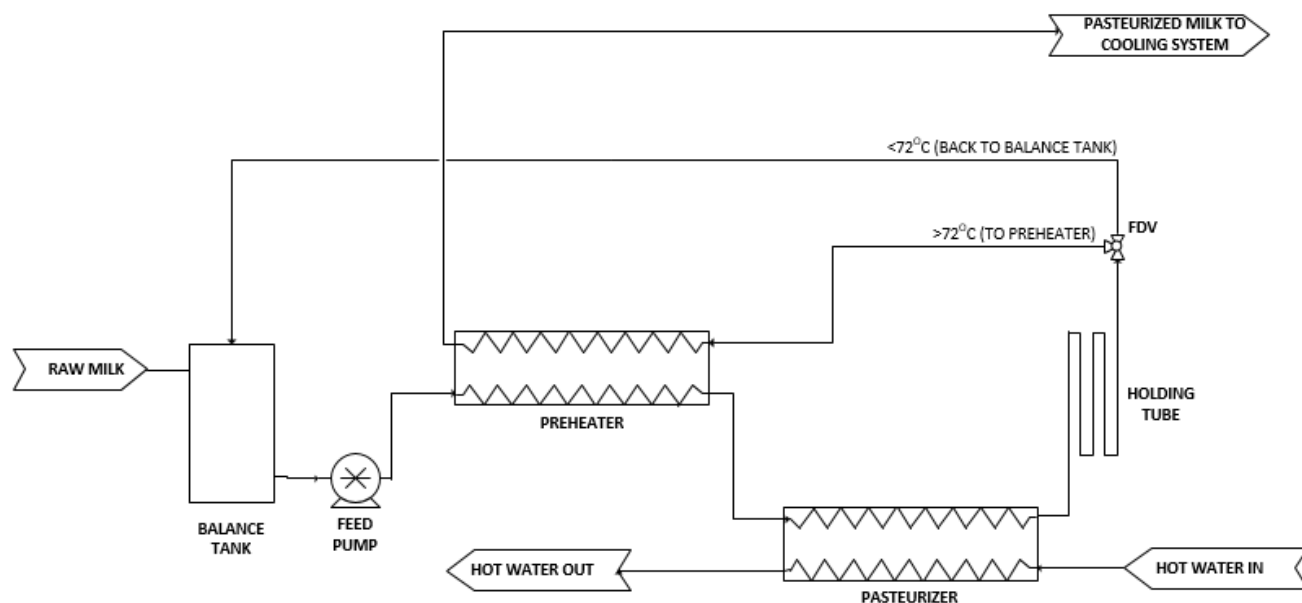 PASTEURIZED MILK TO
COOLING SYSTEM
<72°C (BACK TO BALANCE TANK)
FDV
>72°C (TO PREHEATER)
RAW MILK
PREHEATER
HOLDING
TUBE
BALANCE
TANK
FEED
PUMP
HOT WATER OUT
HOT WATER IN
PASTEURIZER